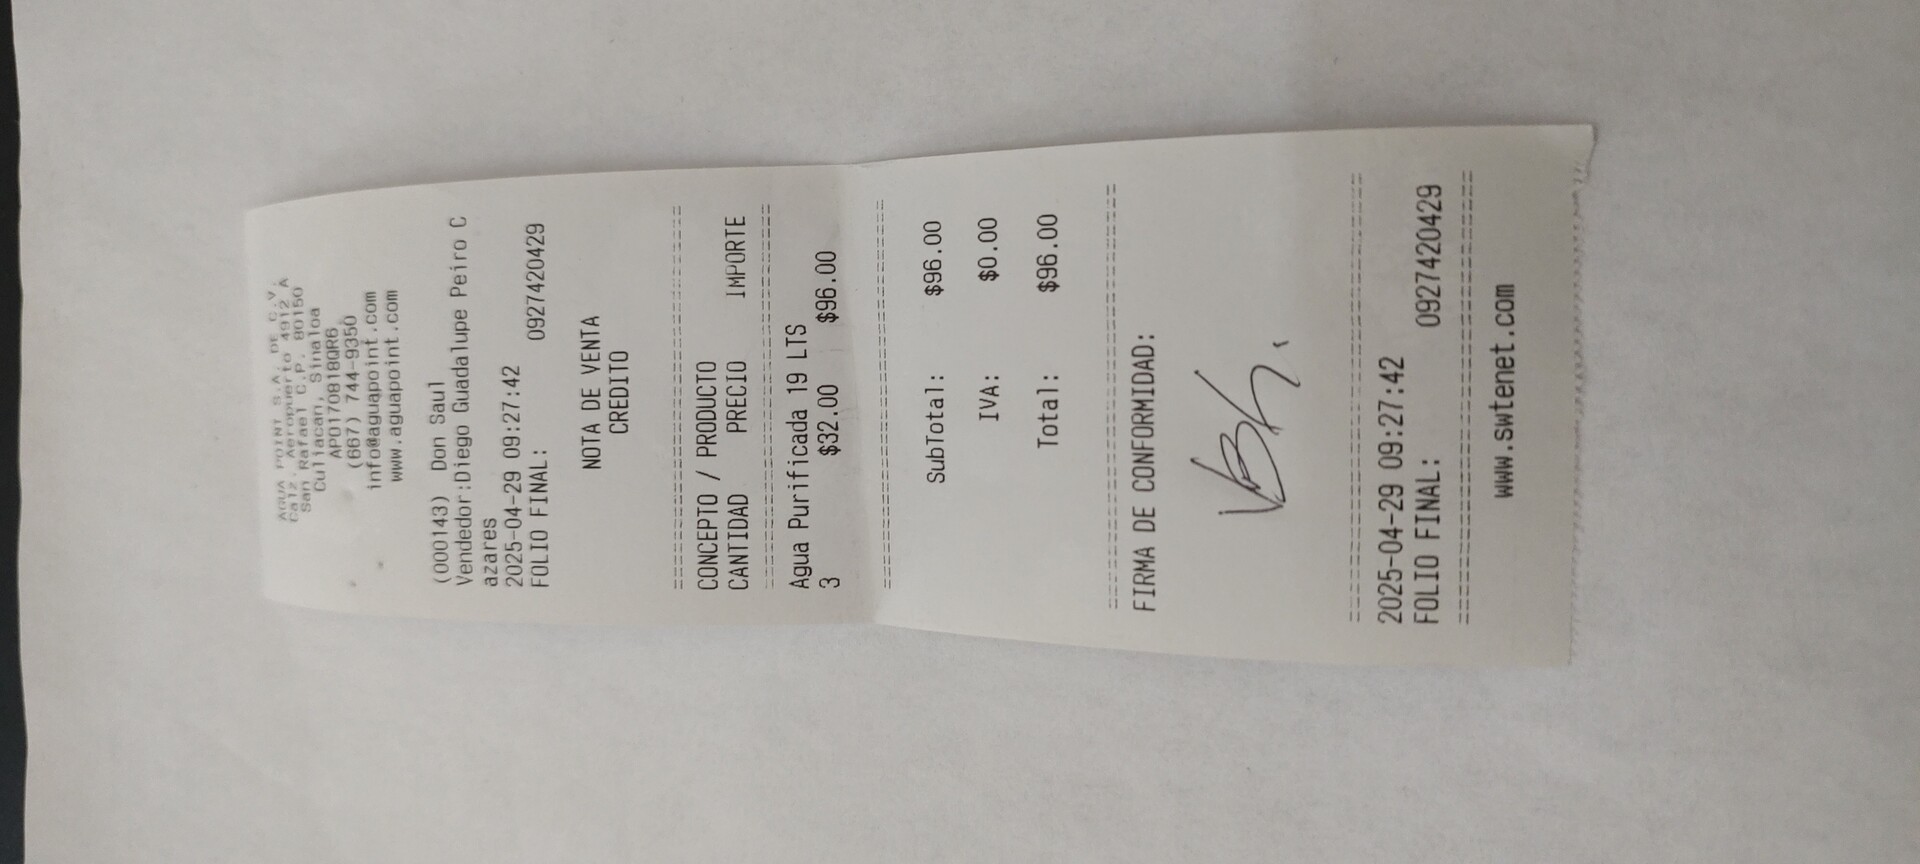 AQUA POINT S.A. DE C.V.
Calz. Aeropuerto 4912 A
San Rafael C.P. 80150
Culiacan, Sinaloa
APO170818QR6
(667) 744-9350
info@aguapoint.com
www.aguapoint.com
(000143) Don Saul
Vendedor:Diego Guadalupe Peiro C
azares
2025-04-29 09:27:42
FOLIO FINAL: 0927420429
NOTA DE VENTA
CREDITO
================================
CONCEPTO / PRODUCTO
CANTIDAD PRECIO IMPORTE
================================
Agua Purificada 19 LTS
3 $32.00 $96.00
================================
SubTotal: $96.00
IVA: $0.00
Total: $96.00
================================
FIRMA DE CONFORMIDAD:
================================
2025-04-29 09:27:42
FOLIO FINAL: 0927420429
================================
www.swtenet.com